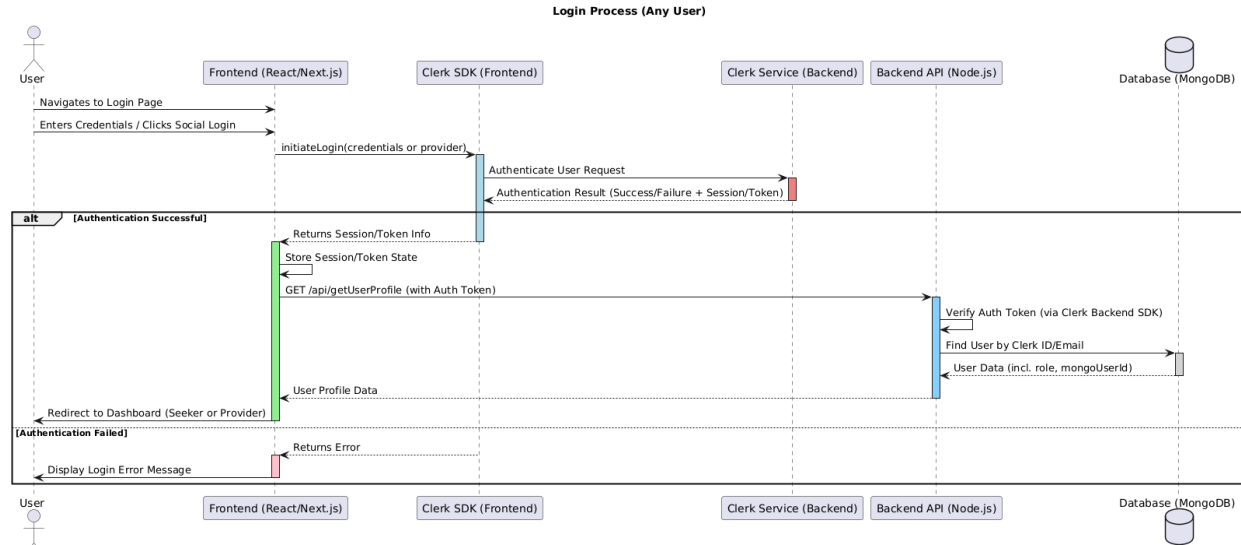 Login Process (Any User)
User
Frontend (React/Next.js)
Clerk SDK (Frontend)
Clerk Service (Backend)
Backend API (Node.js)
Database (MongoDB)
Navigates to Login Page
Enters Credentials / Clicks Social Login
initiateLogin(credentials or provider)
Authenticate User Request
Authentication Result (Success/Failure + Session/Token)
alt
[Authentication Successful]
Returns Session/Token Info
Store Session/Token State
GET /api/getUserProfile (with Auth Token)
Verify Auth Token (via Clerk Backend SDK)
Find User by Clerk ID/Email
User Data (incl. role, mongoUserId)
User Profile Data
Redirect to Dashboard (Seeker or Provider)
[Authentication Failed]
Returns Error
Display Login Error Message
User
Frontend (React/Next.js)
Clerk SDK (Frontend)
Clerk Service (Backend)
Backend API (Node.js)
Database (MongoDB)